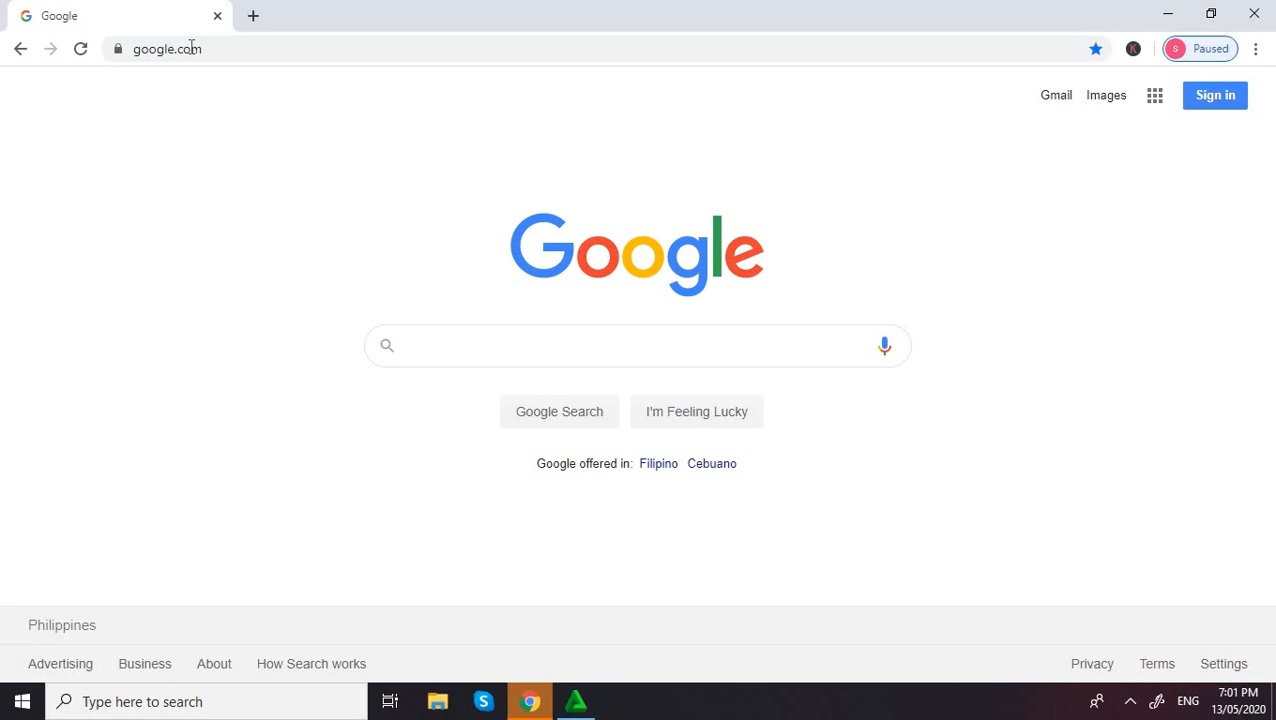 Google
google.com
S Paused
Gmail Images
Sign in
Google
Google Search I'm Feeling Lucky
Google offered in: Filipino Cebuano
Philippines
Advertising Business About How Search works
Privacy Terms Settings
Type here to search
ENG
7:01 PM
13/05/2020